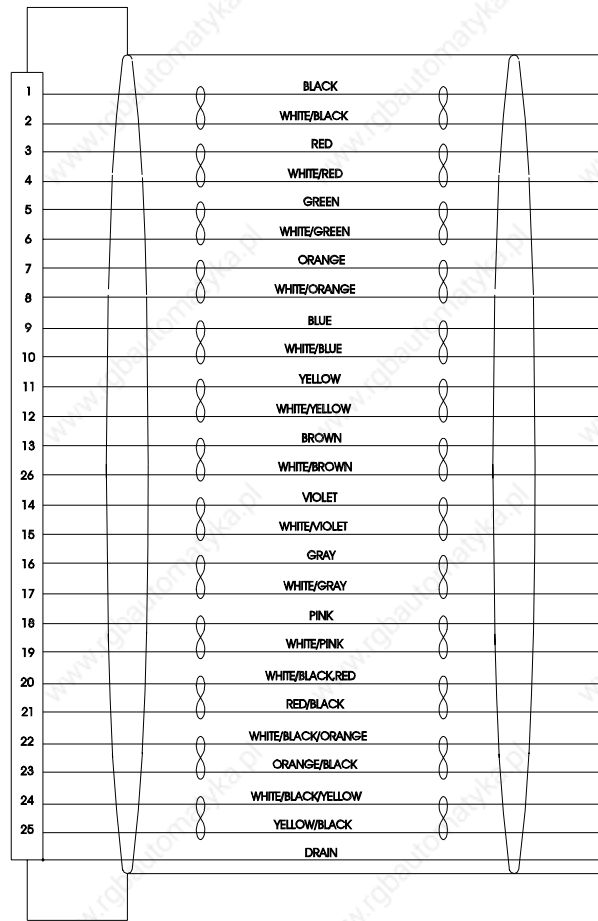 1 BLACK
2 WHITE/BLACK
3 RED
4 WHITE/RED
5 GREEN
6 WHITE/GREEN
7 ORANGE
8 WHITE/ORANGE
9 BLUE
10 WHITE/BLUE
11 YELLOW
12 WHITE/YELLOW
13 BROWN
26 WHITE/BROWN
14 VIOLET
15 WHITE/VIOLET
16 GRAY
17 WHITE/GRAY
18 PINK
19 WHITE/PINK
20 WHITE/BLACK,RED
21 RED/BLACK
22 WHITE/BLACK/ORANGE
23 ORANGE/BLACK
24 WHITE/BLACK/YELLOW
25 YELLOW/BLACK
DRAIN
www.rgbautomatyka.pl